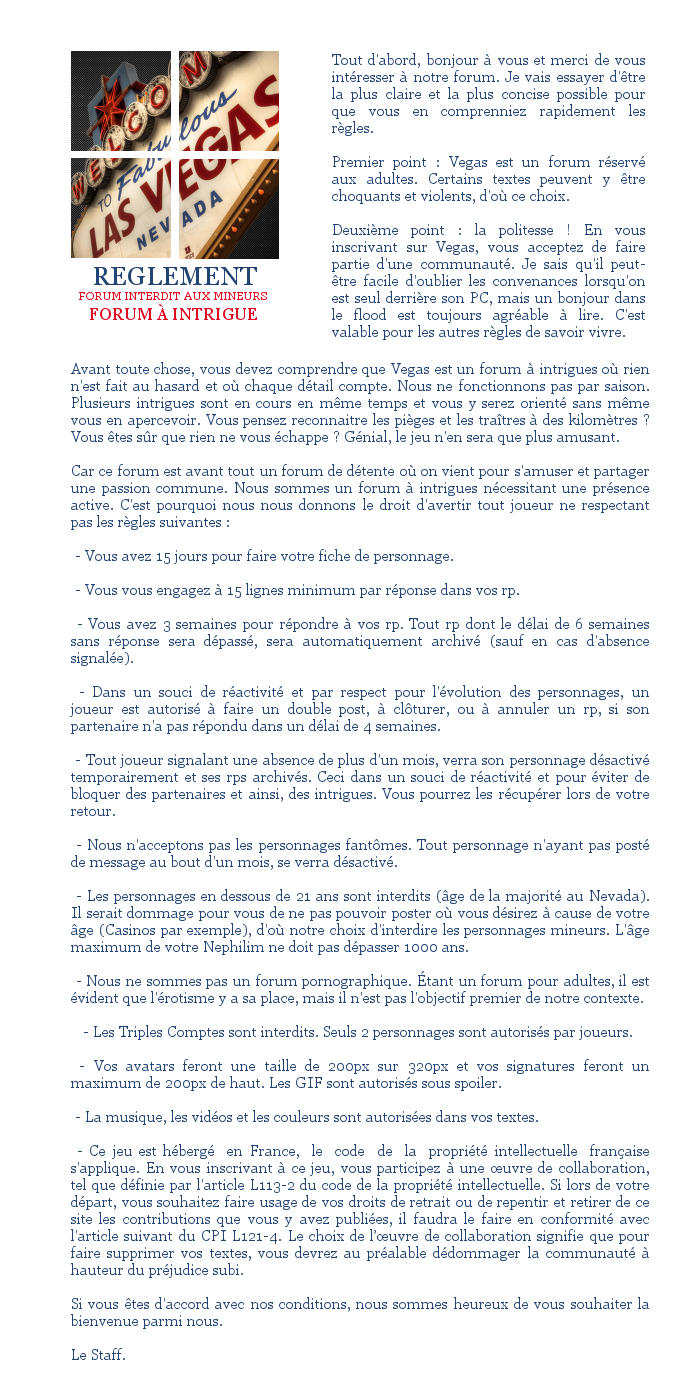 WELCOME
TO Fabulous
LAS VEGAS
NEVADA
REGLEMENT
FORUM INTERDIT AUX MINEURS
FORUM À INTRIGUE
Tout d'abord, bonjour à vous et merci de vous
intéresser à notre forum. Je vais essayer d'être
la plus claire et la plus concise possible pour
que vous en comprenniez rapidement les
règles.
Premier point : Vegas est un forum réservé
aux adultes. Certains textes peuvent y être
choquants et violents, d'où ce choix.
Deuxième point : la politesse ! En vous
inscrivant sur Vegas, vous acceptez de faire
partie d'une communauté. Je sais qu'il peut-
être facile d'oublier les convenances lorsqu'on
est seul derrière son PC, mais un bonjour dans
le flood est toujours agréable à lire. C'est
valable pour les autres règles de savoir vivre.
Avant toute chose, vous devez comprendre que Vegas est un forum à intrigues où rien
n'est fait au hasard et où chaque détail compte. Nous ne fonctionnons pas par saison.
Plusieurs intrigues sont en cours en même temps et vous y serez orienté sans même
vous en apercevoir. Vous pensez reconnaitre les pièges et les traîtres à des kilomètres ?
Vous êtes sûr que rien ne vous échappe ? Génial, le jeu n'en sera que plus amusant.
Car ce forum est avant tout un forum de détente où on vient pour s'amuser et partager
une passion commune. Nous sommes un forum à intrigues nécessitant une présence
active. C'est pourquoi nous nous donnons le droit d'avertir tout joueur ne respectant
pas les règles suivantes :
- Vous avez 15 jours pour faire votre fiche de personnage.
- Vous vous engagez à 15 lignes minimum par réponse dans vos rp.
- Vous avez 3 semaines pour répondre à vos rp. Tout rp dont le délai de 6 semaines
sans réponse sera dépassé, sera automatiquement archivé (sauf en cas d'absence
signalée).
- Dans un souci de réactivité et par respect pour l'évolution des personnages, un
joueur est autorisé à faire un double post, à clôturer, ou à annuler un rp, si son
partenaire n'a pas répondu dans un délai de 4 semaines.
- Tout joueur signalant une absence de plus d'un mois, verra son personnage désactivé
temporairement et ses rps archivés. Ceci dans un souci de réactivité et pour éviter de
bloquer des partenaires et ainsi, des intrigues. Vous pourrez les récupérer lors de votre
retour.
- Nous n'acceptons pas les personnages fantômes. Tout personnage n'ayant pas posté
de message au bout d'un mois, se verra désactivé.
- Les personnages en dessous de 21 ans sont interdits (âge de la majorité au Nevada).
Il serait dommage pour vous de ne pas pouvoir poster où vous désirez à cause de votre
âge (Casinos par exemple), d'où notre choix d'interdire les personnages mineurs. L'âge
maximum de votre Nephilim ne doit pas dépasser 1000 ans.
- Nous ne sommes pas un forum pornographique. Étant un forum pour adultes, il est
évident que l'érotisme y a sa place, mais il n'est pas l'objectif premier de notre contexte.
- Les Triples Comptes sont interdits. Seuls 2 personnages sont autorisés par joueurs.
- Vos avatars feront une taille de 200px sur 320px et vos signatures feront un
maximum de 200px de haut. Les GIF sont autorisés sous spoiler.
- La musique, les vidéos et les couleurs sont autorisées dans vos textes.
- Ce jeu est hébergé en France, le code de la propriété intellectuelle française
s'applique. En vous inscrivant à ce jeu, vous participez à une œuvre de collaboration,
tel que définie par l'article L113-2 du code de la propriété intellectuelle. Si lors de votre
départ, vous souhaitez faire usage de vos droits de retrait ou de repentir et retirer de ce
site les contributions que vous y avez publiées, il faudra le faire en conformité avec
l'article suivant du CPI L121-4. Le choix de l'œuvre de collaboration signifie que pour
faire supprimer vos textes, vous devrez au préalable dédommager la communauté à
hauteur du préjudice subi.
Si vous êtes d'accord avec nos conditions, nous sommes heureux de vous souhaiter la
bienvenue parmi nous.
Le Staff.